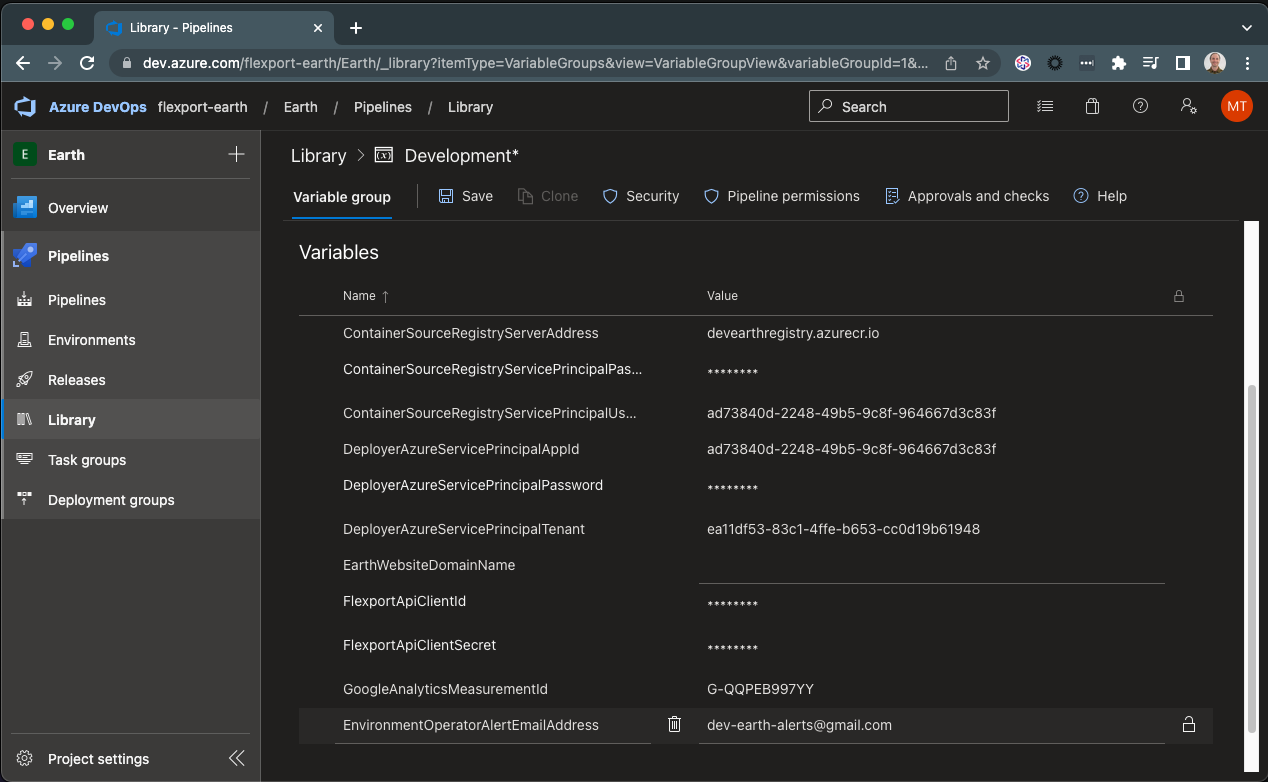 Library - Pipelines
dev.azure.com/flexport-earth/Earth/_library?itemType=VariableGroups&view=VariableGroupView&variableGroupId=1&...
Azure DevOps flexport-earth / Earth / Pipelines / Library
Search
MT
E Earth
Overview
Pipelines
Pipelines
Environments
Releases
Library
Task groups
Deployment groups
Project settings
Library > (x) Development*
Variable group Save Clone Security Pipeline permissions Approvals and checks Help
Variables
Name ↑ Value
ContainerSourceRegistryServerAddress devearthregistry.azurecr.io
ContainerSourceRegistryServicePrincipalPas... ********
ContainerSourceRegistryServicePrincipalUs... ad73840d-2248-49b5-9c8f-964667d3c83f
DeployerAzureServicePrincipalAppId ad73840d-2248-49b5-9c8f-964667d3c83f
DeployerAzureServicePrincipalPassword ********
DeployerAzureServicePrincipalTenant ea11df53-83c1-4ffe-b653-cc0d19b61948
EarthWebsiteDomainName
FlexportApiClientId ********
FlexportApiClientSecret ********
GoogleAnalyticsMeasurementId G-QQPEB997YY
EnvironmentOperatorAlertEmailAddress dev-earth-alerts@gmail.com